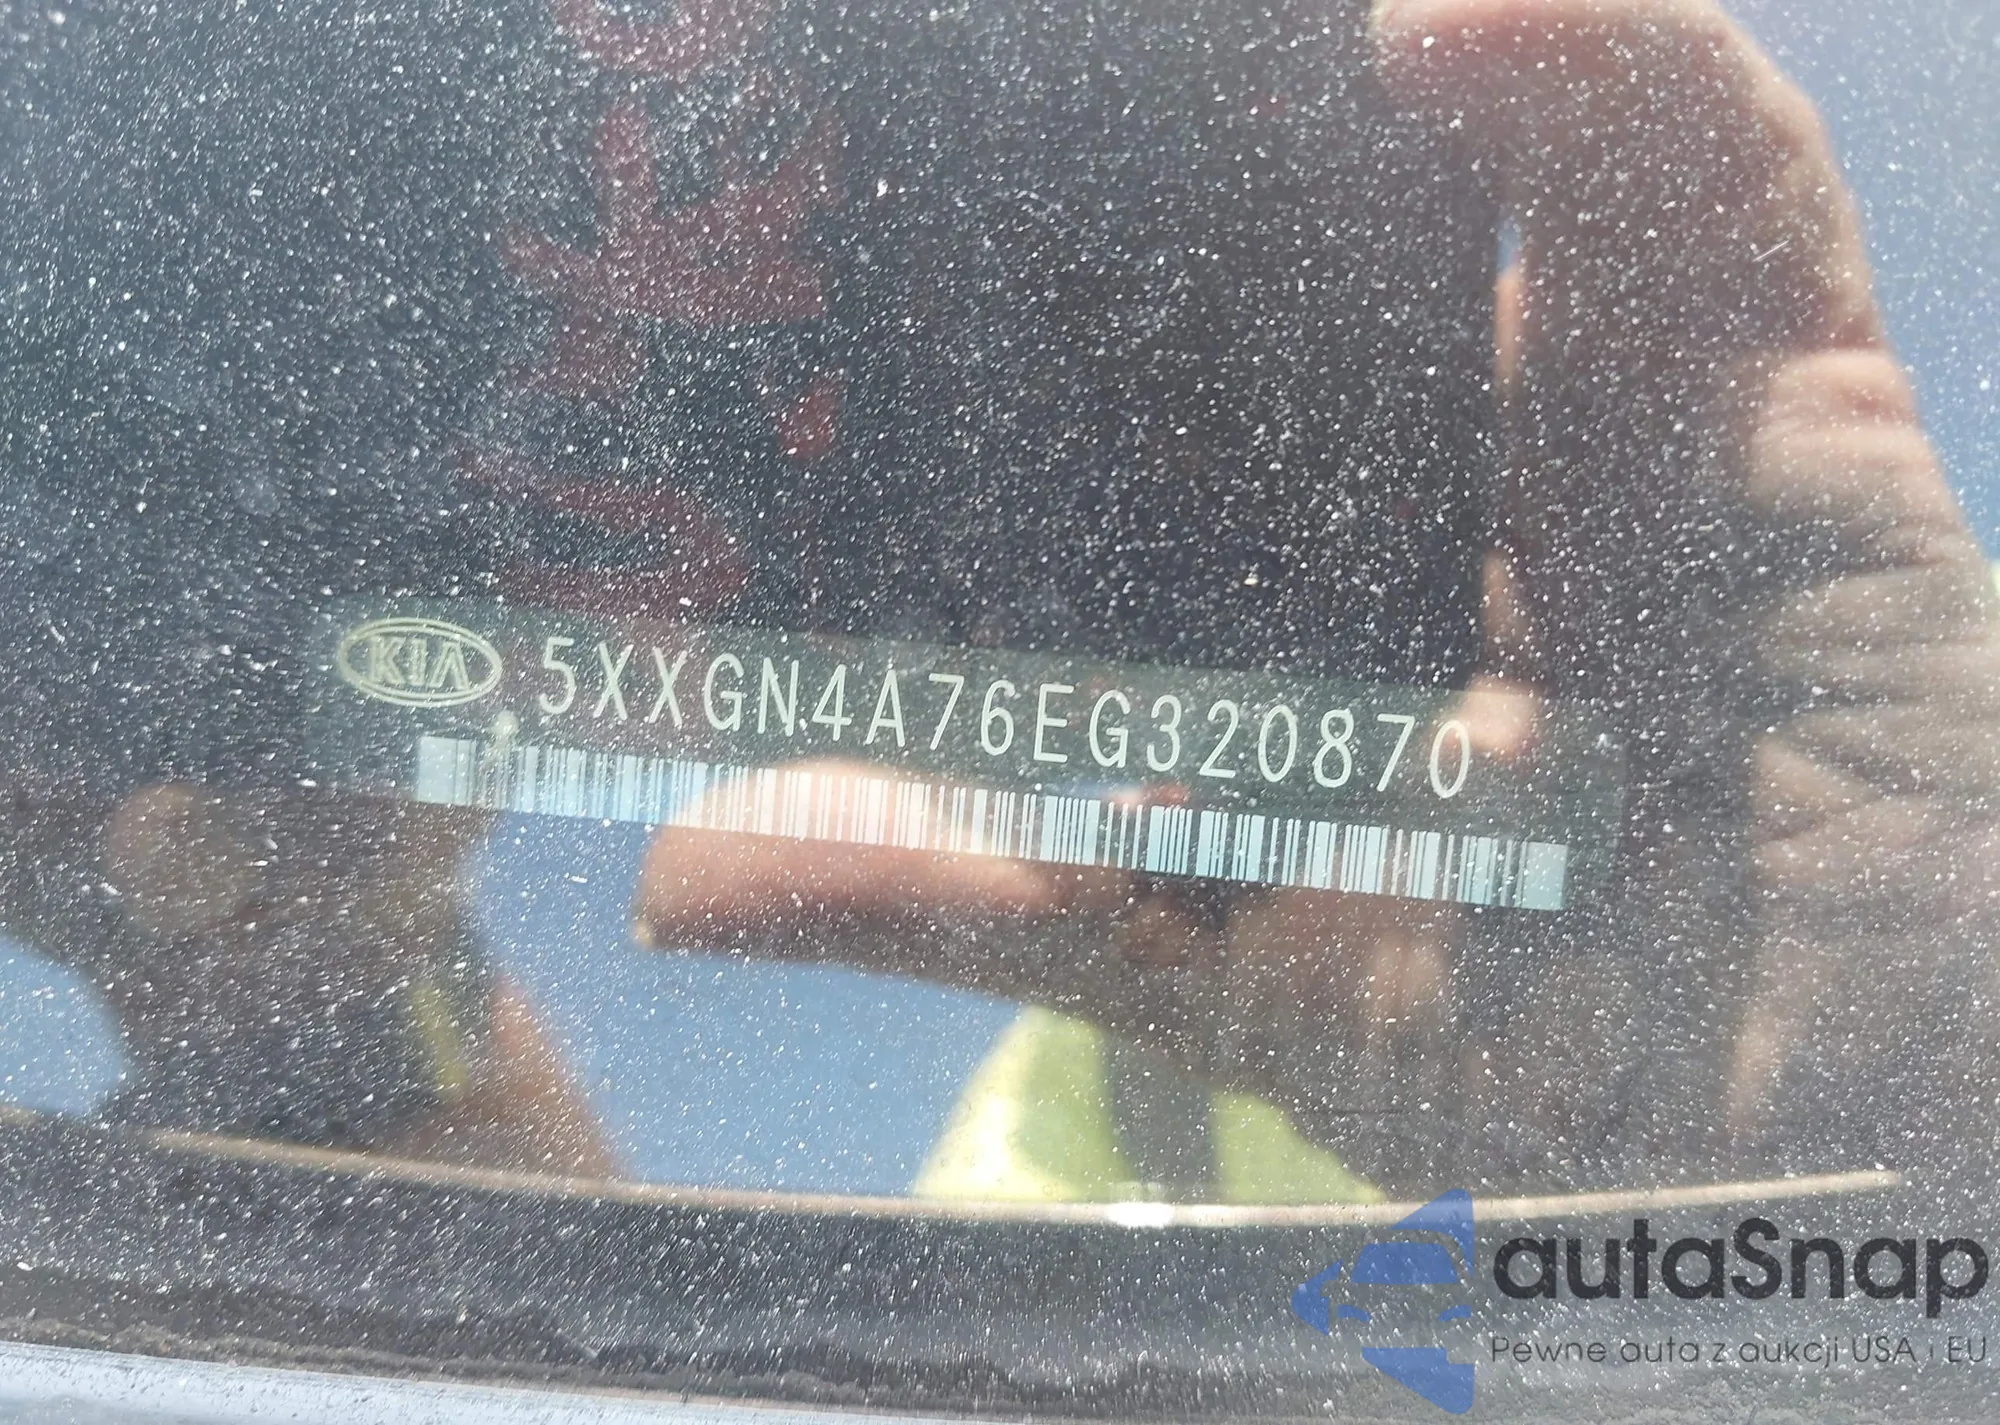 KIA 5XXGN4A76EG320870
autaSnap
Pewne auta z aukcji USA i EU